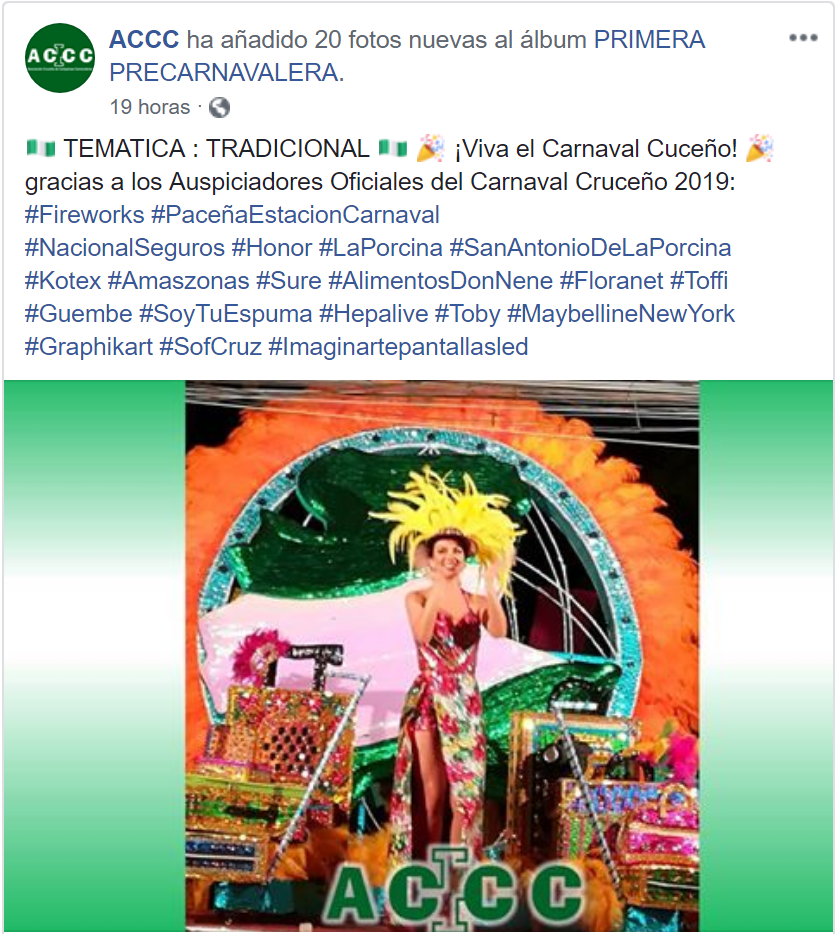 ACCC
ACCC ha añadido 20 fotos nuevas al álbum PRIMERA
PRECARNAVALERA.
19 horas ·
🇳🇬 TEMATICA : TRADICIONAL 🇳🇬 🎉 ¡Viva el Carnaval Cuceño! 🎉
gracias a los Auspiciadores Oficiales del Carnaval Cruceño 2019:
#Fireworks #PaceñaEstacionCarnaval
#NacionalSeguros #Honor #LaPorcina #SanAntonioDeLaPorcina
#Kotex #Amaszonas #Sure #AlimentosDonNene #Floranet #Toffi
#Guembe #SoyTuEspuma #Hepalive #Toby #MaybellineNewYork
#Graphikart #SofCruz #Imaginartepantallasled
ACCC